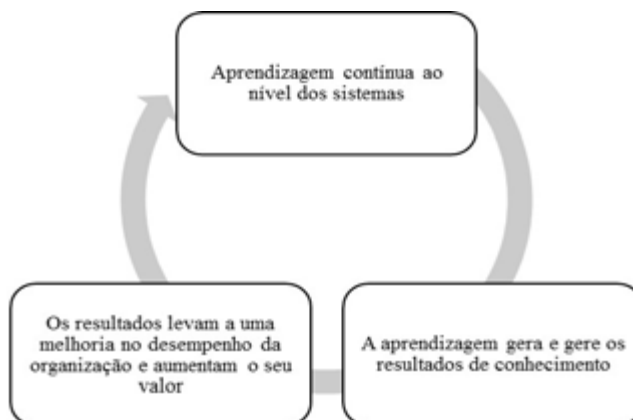 Aprendizagem contínua ao
nível dos sistemas
Os resultados levam a uma
melhoria no desempenho da
organização e aumentam o seu
valor
A aprendizagem gera e gere os
resultados de conhecimento